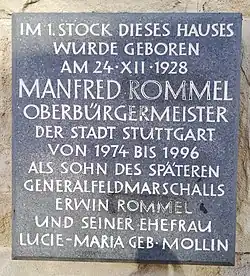 IM 1. STOCK DIESES HAUSES
WURDE GEBOREN
AM 24·XII·1928
MANFRED ROMMEL
OBERBÜRGERMEISTER
DER STADT STUTTGART
VON 1974 BIS 1996
ALS SOHN DES SPÄTEREN
GENERALFELDMARSCHALLS
ERWIN ROMMEL
UND SEINER EHEFRAU
LUCIE-MARIA GEB·MOLLIN